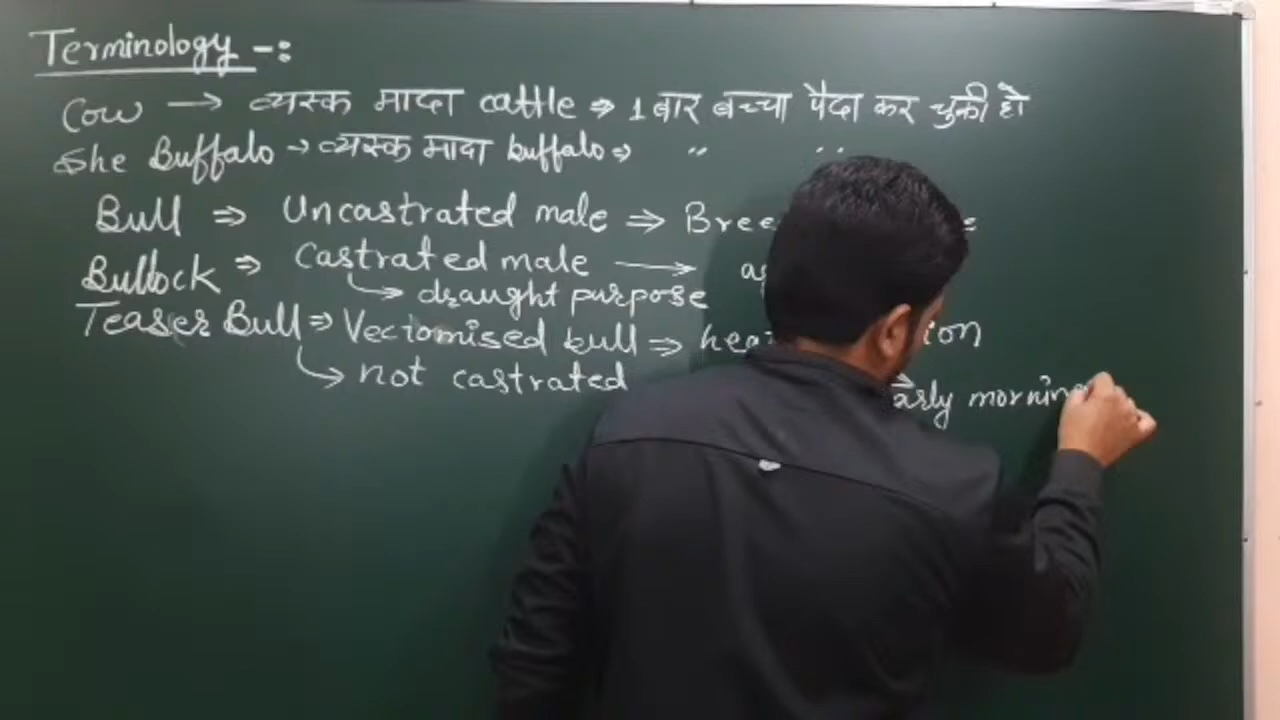 Terminology -:
Cow → व्यस्क मादा cattle ⇒ 1 बार बच्चा पैदा कर चुकी हो
She Buffalo → व्यस्क मादा buffalo ⇒ " "
Bull ⇒ Uncastrated male ⇒
Bullock ⇒ Castrated male →
↳ draught purpose
Teaser Bull ⇒ Vectomised bull ⇒
↳ not castrated
morning